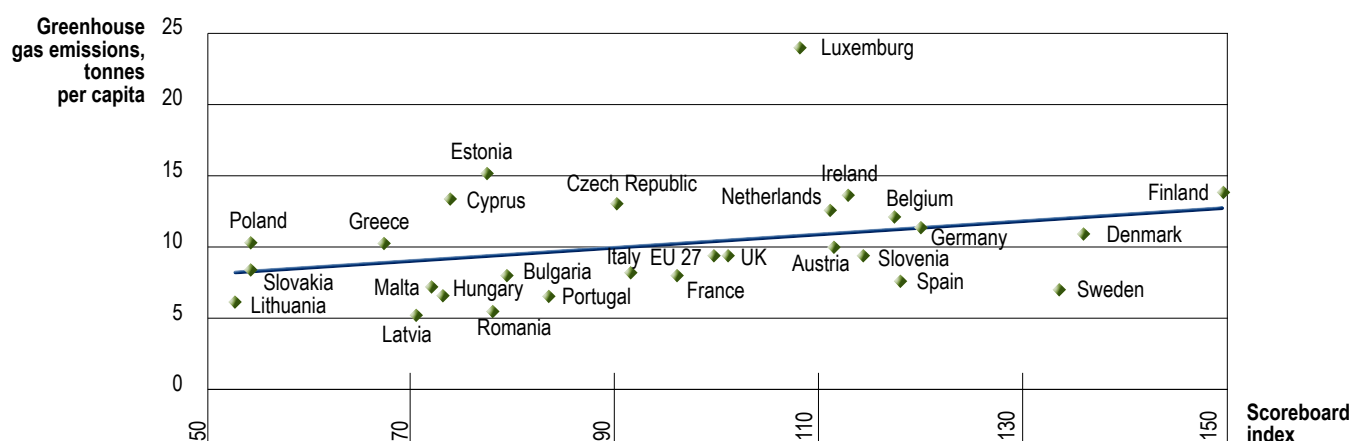 Greenhouse
gas emissions,
tonnes
per capita
25
20
15
10
5
0
Luxemburg
Estonia
Cyprus
Czech Republic
Ireland
Netherlands
Belgium
Finland
Poland
Greece
Germany
Denmark
Italy
EU 27
UK
Austria
Slovenia
Slovakia
Lithuania
Malta
Hungary
Bulgaria
Portugal
France
Spain
Sweden
Latvia
Romania
50
70
90
110
130
150
Scoreboard
index